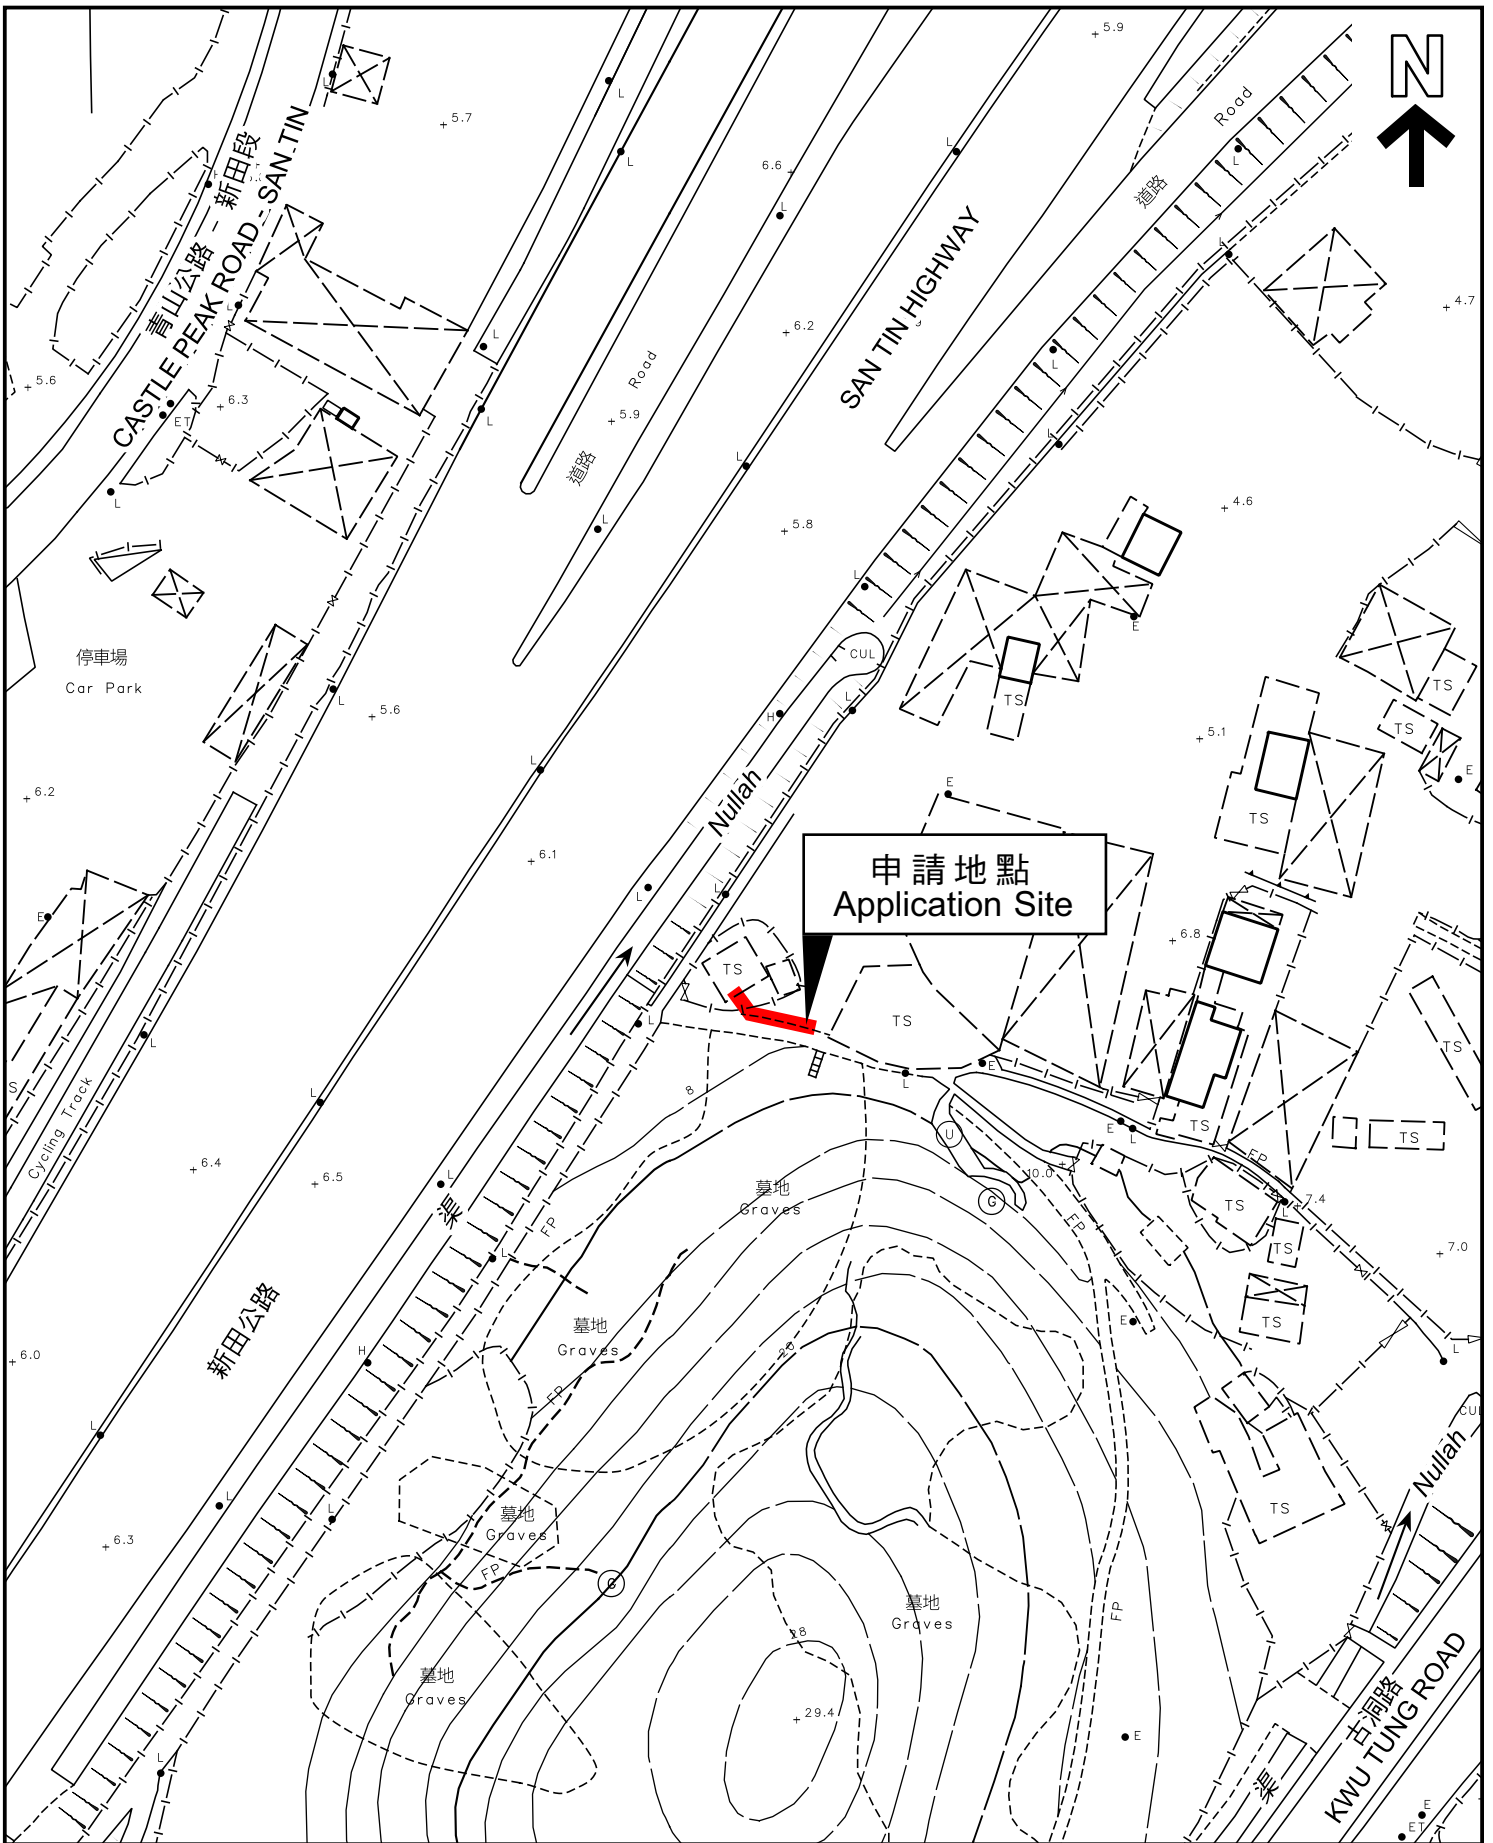 N
5.9
5.7
6.6
Road
道路
青山公路 - 新田段
CASTLE PEAK ROAD - SAN TIN
SAN TIN HIGHWAY
6.2
4.7
5.6
6.3
ET
Road
道路
5.9
5.8
4.6
停車場
Car Park
CUL
TS
TS
TS
5.6
5.1
6.2
TS
Nullah
6.1
申請地點
Application Site
6.8
TS
TS
TS
Cycling Track
8
U
10.0
TS
FP
TS
6.4
6.5
渠
FP
墓地
Graves
G
FP
TS
7.4
TS
7.0
新田公路
墓地
Graves
20
TS
6.0
FP
CUL
Nullah
墓地
Graves
TS
6.3
FP
G
墓地
Graves
FP
28
墓地
Graves
29.4
E
古洞路
KWU TUNG ROAD
渠
E
ET